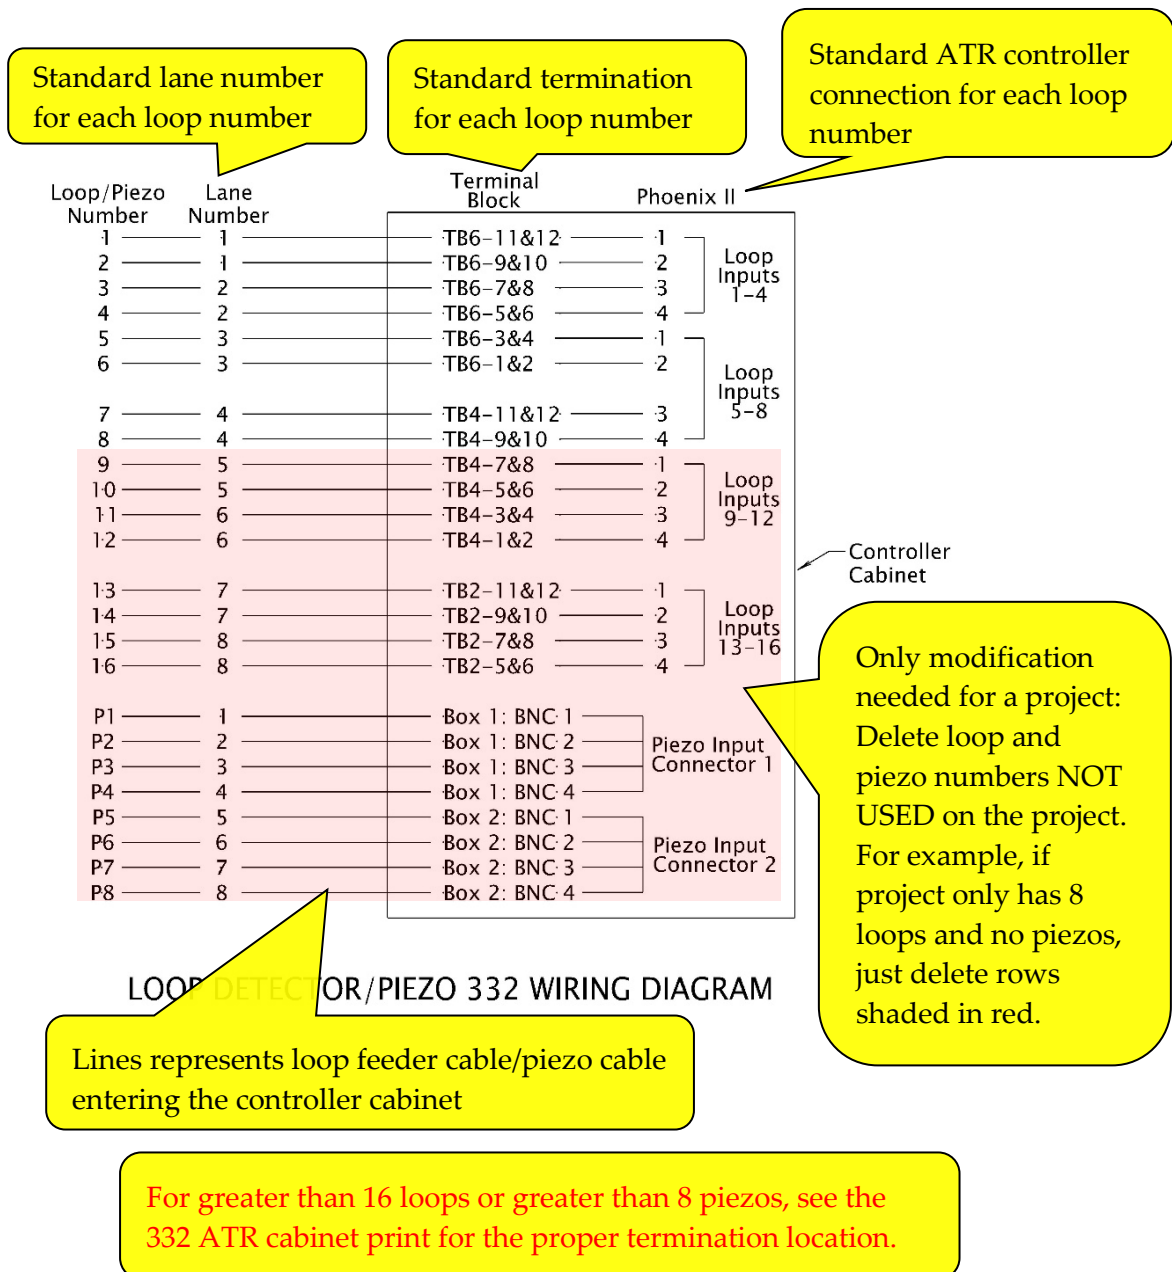 Standard lane number
for each loop number
Standard termination
for each loop number
Standard ATR controller
connection for each loop
number
Loop/Piezo
Number
Lane
Number
Terminal
Block
Phoenix II
1 1 TB6-11&12 1
2 1 TB6-9&10 2
3 2 TB6-7&8 3
4 2 TB6-5&6 4
Loop
Inputs
1-4
5 3 TB6-3&4 1
6 3 TB6-1&2 2
7 4 TB4-11&12 3
8 4 TB4-9&10 4
Loop
Inputs
5-8
9 5 TB4-7&8 1
10 5 TB4-5&6 2
11 6 TB4-3&4 3
12 6 TB4-1&2 4
Loop
Inputs
9-12
13 7 TB2-11&12 1
14 7 TB2-9&10 2
15 8 TB2-7&8 3
16 8 TB2-5&6 4
Loop
Inputs
13-16
P1 1 Box 1: BNC 1
P2 2 Box 1: BNC 2
P3 3 Box 1: BNC 3
P4 4 Box 1: BNC 4
Piezo Input
Connector 1
P5 5 Box 2: BNC 1
P6 6 Box 2: BNC 2
P7 7 Box 2: BNC 3
P8 8 Box 2: BNC 4
Piezo Input
Connector 2
Controller
Cabinet
Only modification
needed for a project:
Delete loop and
piezo numbers NOT
USED on the project.
For example, if
project only has 8
loops and no piezos,
just delete rows
shaded in red.
LOOP DETECTOR/PIEZO 332 WIRING DIAGRAM
Lines represents loop feeder cable/piezo cable
entering the controller cabinet
For greater than 16 loops or greater than 8 piezos, see the
332 ATR cabinet print for the proper termination location.